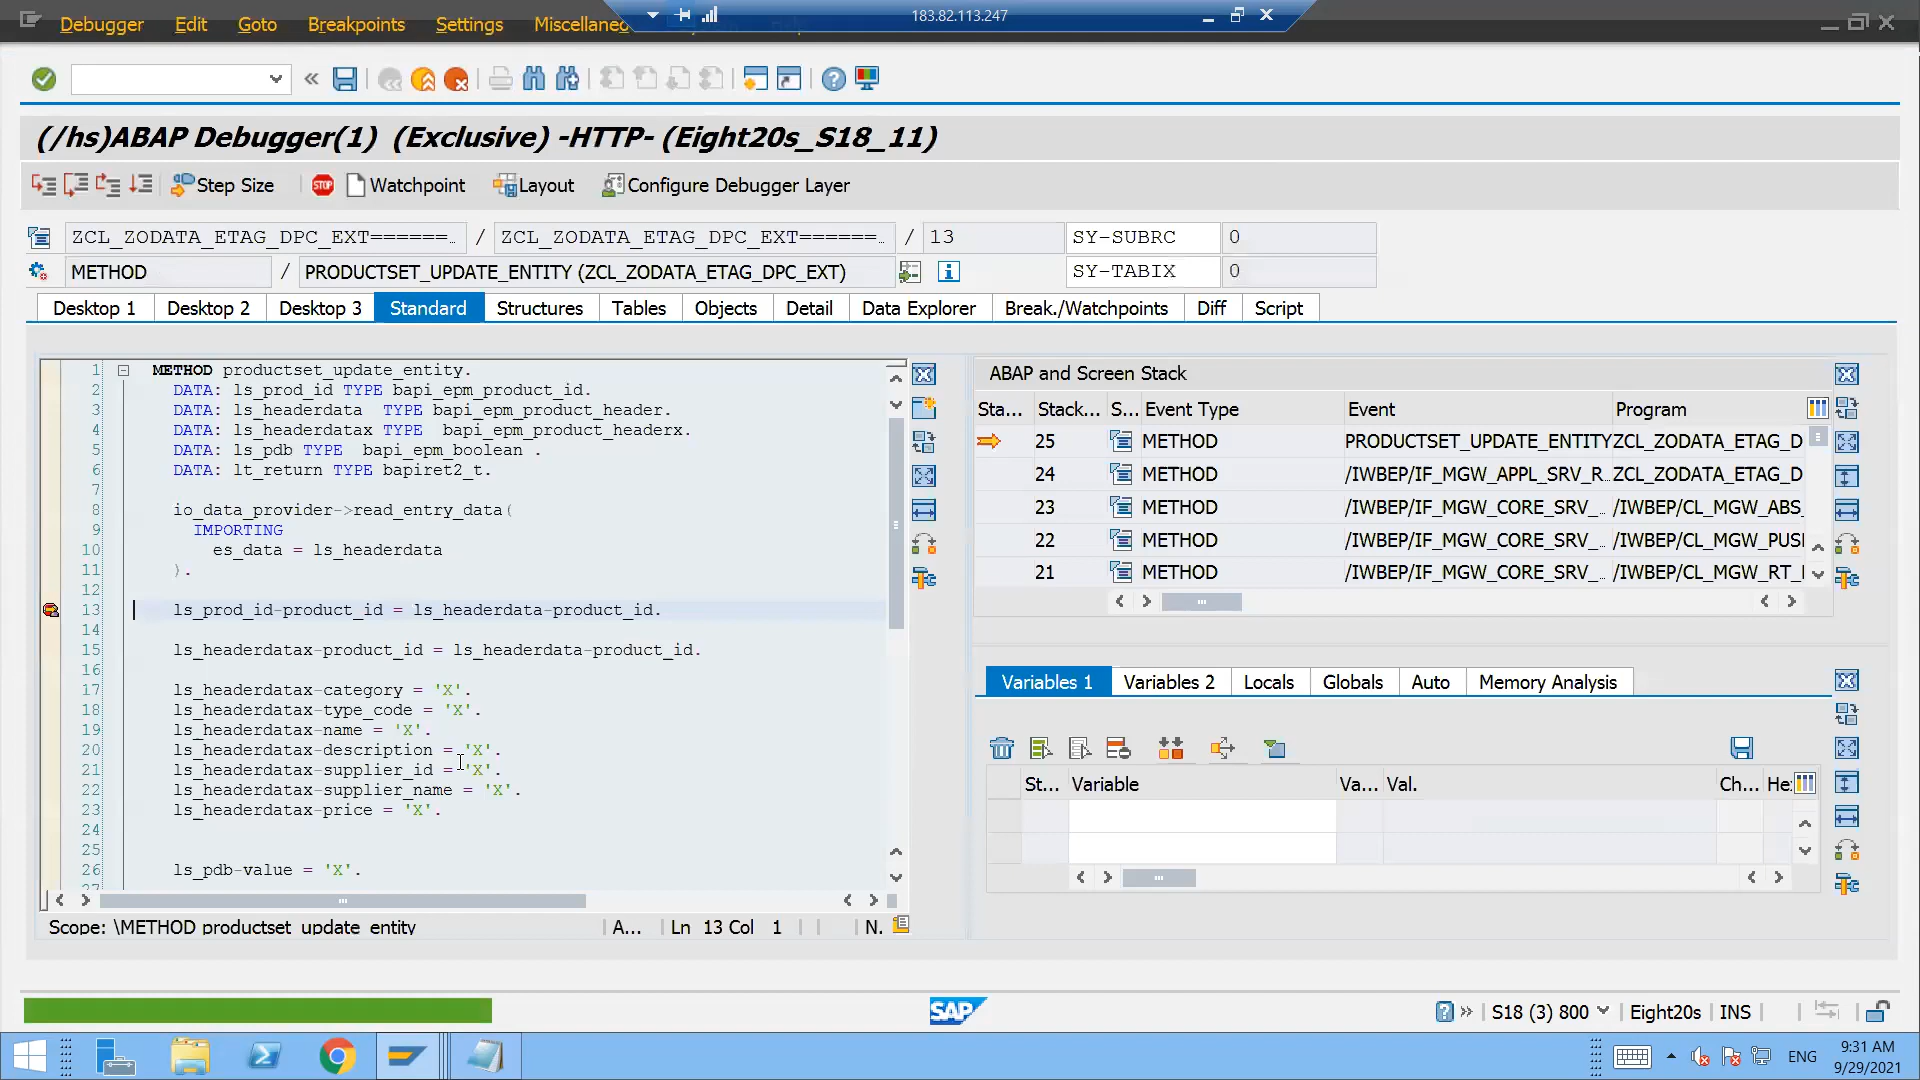 183.82.113.247
Debugger Edit Goto Breakpoints Settings Miscellaneo
(/hs)ABAP Debugger(1) (Exclusive) -HTTP- (Eight20s_S18_11)
Step Size STOP Watchpoint Layout Configure Debugger Layer
ZCL_ZODATA_ETAG_DPC_EXT======… / ZCL_ZODATA_ETAG_DPC_EXT======… / 13 SY-SUBRC 0
METHOD / PRODUCTSET_UPDATE_ENTITY (ZCL_ZODATA_ETAG_DPC_EXT) SY-TABIX 0
Desktop 1 Desktop 2 Desktop 3 Standard Structures Tables Objects Detail Data Explorer Break./Watchpoints Diff Script
1 METHOD productset_update_entity.
2 DATA: ls_prod_id TYPE bapi_epm_product_id.
3 DATA: ls_headerdata TYPE bapi_epm_product_header.
4 DATA: ls_headerdatax TYPE bapi_epm_product_headerx.
5 DATA: ls_pdb TYPE bapi_epm_boolean .
6 DATA: lt_return TYPE bapiret2_t.
7
8 io_data_provider->read_entry_data(
9 IMPORTING
10 es_data = ls_headerdata
11 ).
12
13 ls_prod_id-product_id = ls_headerdata-product_id.
14
15 ls_headerdatax-product_id = ls_headerdata-product_id.
16
17 ls_headerdatax-category = 'X'.
18 ls_headerdatax-type_code = 'X'.
19 ls_headerdatax-name = 'X'.
20 ls_headerdatax-description = 'X'.
21 ls_headerdatax-supplier_id = 'X'.
22 ls_headerdatax-supplier_name = 'X'.
23 ls_headerdatax-price = 'X'.
24
25
26 ls_pdb-value = 'X'.
27
Scope: \METHOD productset_update_entity A... Ln 13 Col 1 N.
ABAP and Screen Stack
Sta... Stack... S... Event Type Event Program
25 METHOD PRODUCTSET_UPDATE_ENTITY ZCL_ZODATA_ETAG_D
24 METHOD /IWBEP/IF_MGW_APPL_SRV_R… ZCL_ZODATA_ETAG_D
23 METHOD /IWBEP/IF_MGW_CORE_SRV_… /IWBEP/CL_MGW_ABS_
22 METHOD /IWBEP/IF_MGW_CORE_SRV_… /IWBEP/CL_MGW_PUS
21 METHOD /IWBEP/IF_MGW_CORE_SRV_… /IWBEP/CL_MGW_RT_
Variables 1 Variables 2 Locals Globals Auto Memory Analysis
St... Variable Va... Val. Ch... He
SAP
S18 (3) 800 Eight20s INS
ENG
9:31 AM
9/29/2021